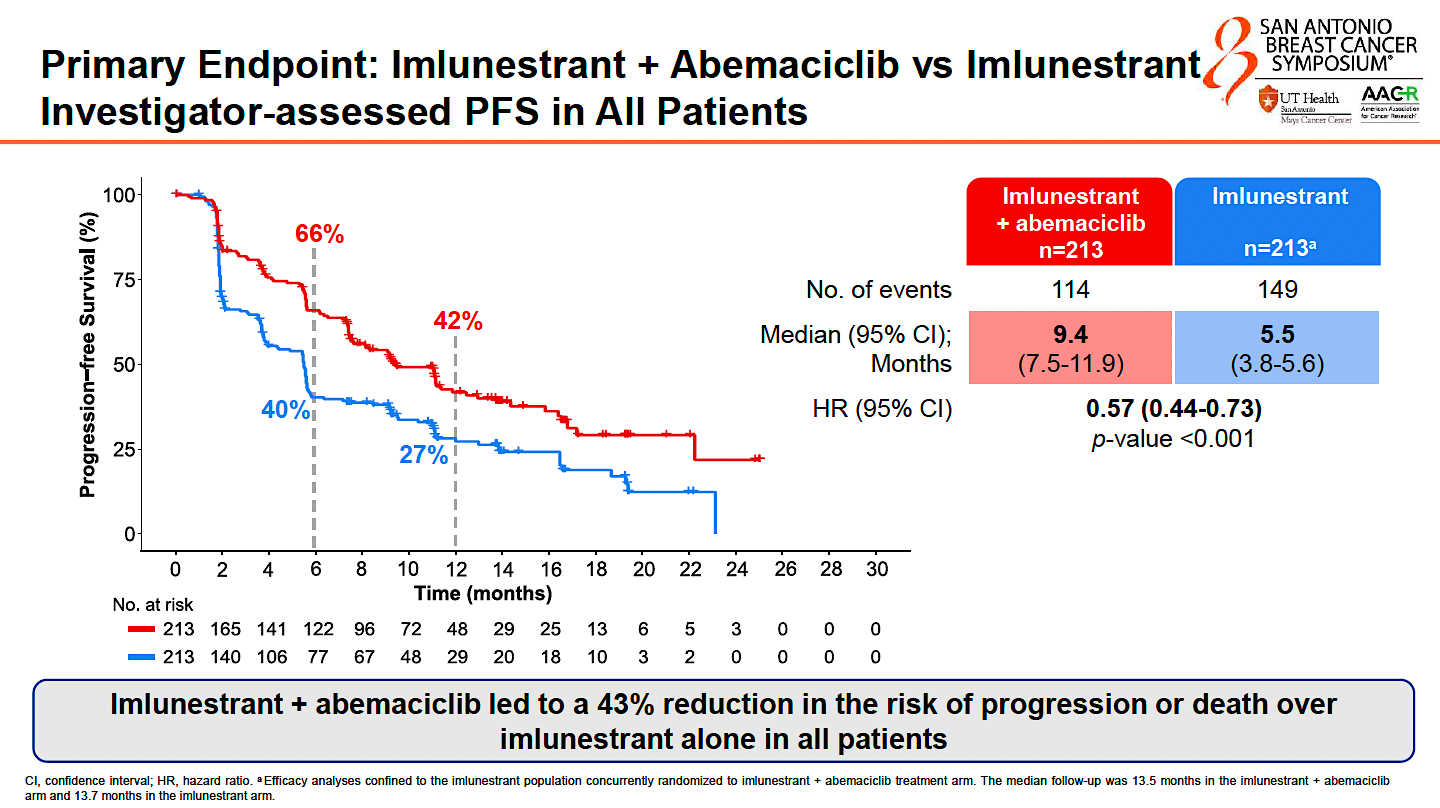 Primary Endpoint: Imlunestrant + Abemaciclib vs Imlunestrant
Investigator-assessed PFS in All Patients
SAN ANTONIO
BREAST CANCER
SYMPOSIUM®
UT Health
San Antonio
Mays Cancer Center
AACR
American Association
for Cancer Research®
Progression–free Survival (%)
100
75
50
25
0
66%
42%
40%
27%
0 2 4 6 8 10 12 14 16 18 20 22 24 26 28 30
Time (months)
No. at risk
213 165 141 122 96 72 48 29 25 13 6 5 3 0 0 0
213 140 106 77 67 48 29 20 18 10 3 2 0 0 0 0
Imlunestrant
+ abemaciclib
n=213
Imlunestrant
n=213ª
No. of events 114 149
Median (95% CI); 9.4 5.5
Months (7.5-11.9) (3.8-5.6)
HR (95% CI) 0.57 (0.44-0.73)
p-value <0.001
Imlunestrant + abemaciclib led to a 43% reduction in the risk of progression or death over
imlunestrant alone in all patients
CI, confidence interval; HR, hazard ratio. ª Efficacy analyses confined to the imlunestrant population concurrently randomized to imlunestrant + abemaciclib treatment arm. The median follow-up was 13.5 months in the imlunestrant + abemaciclib
arm and 13.7 months in the imlunestrant arm.